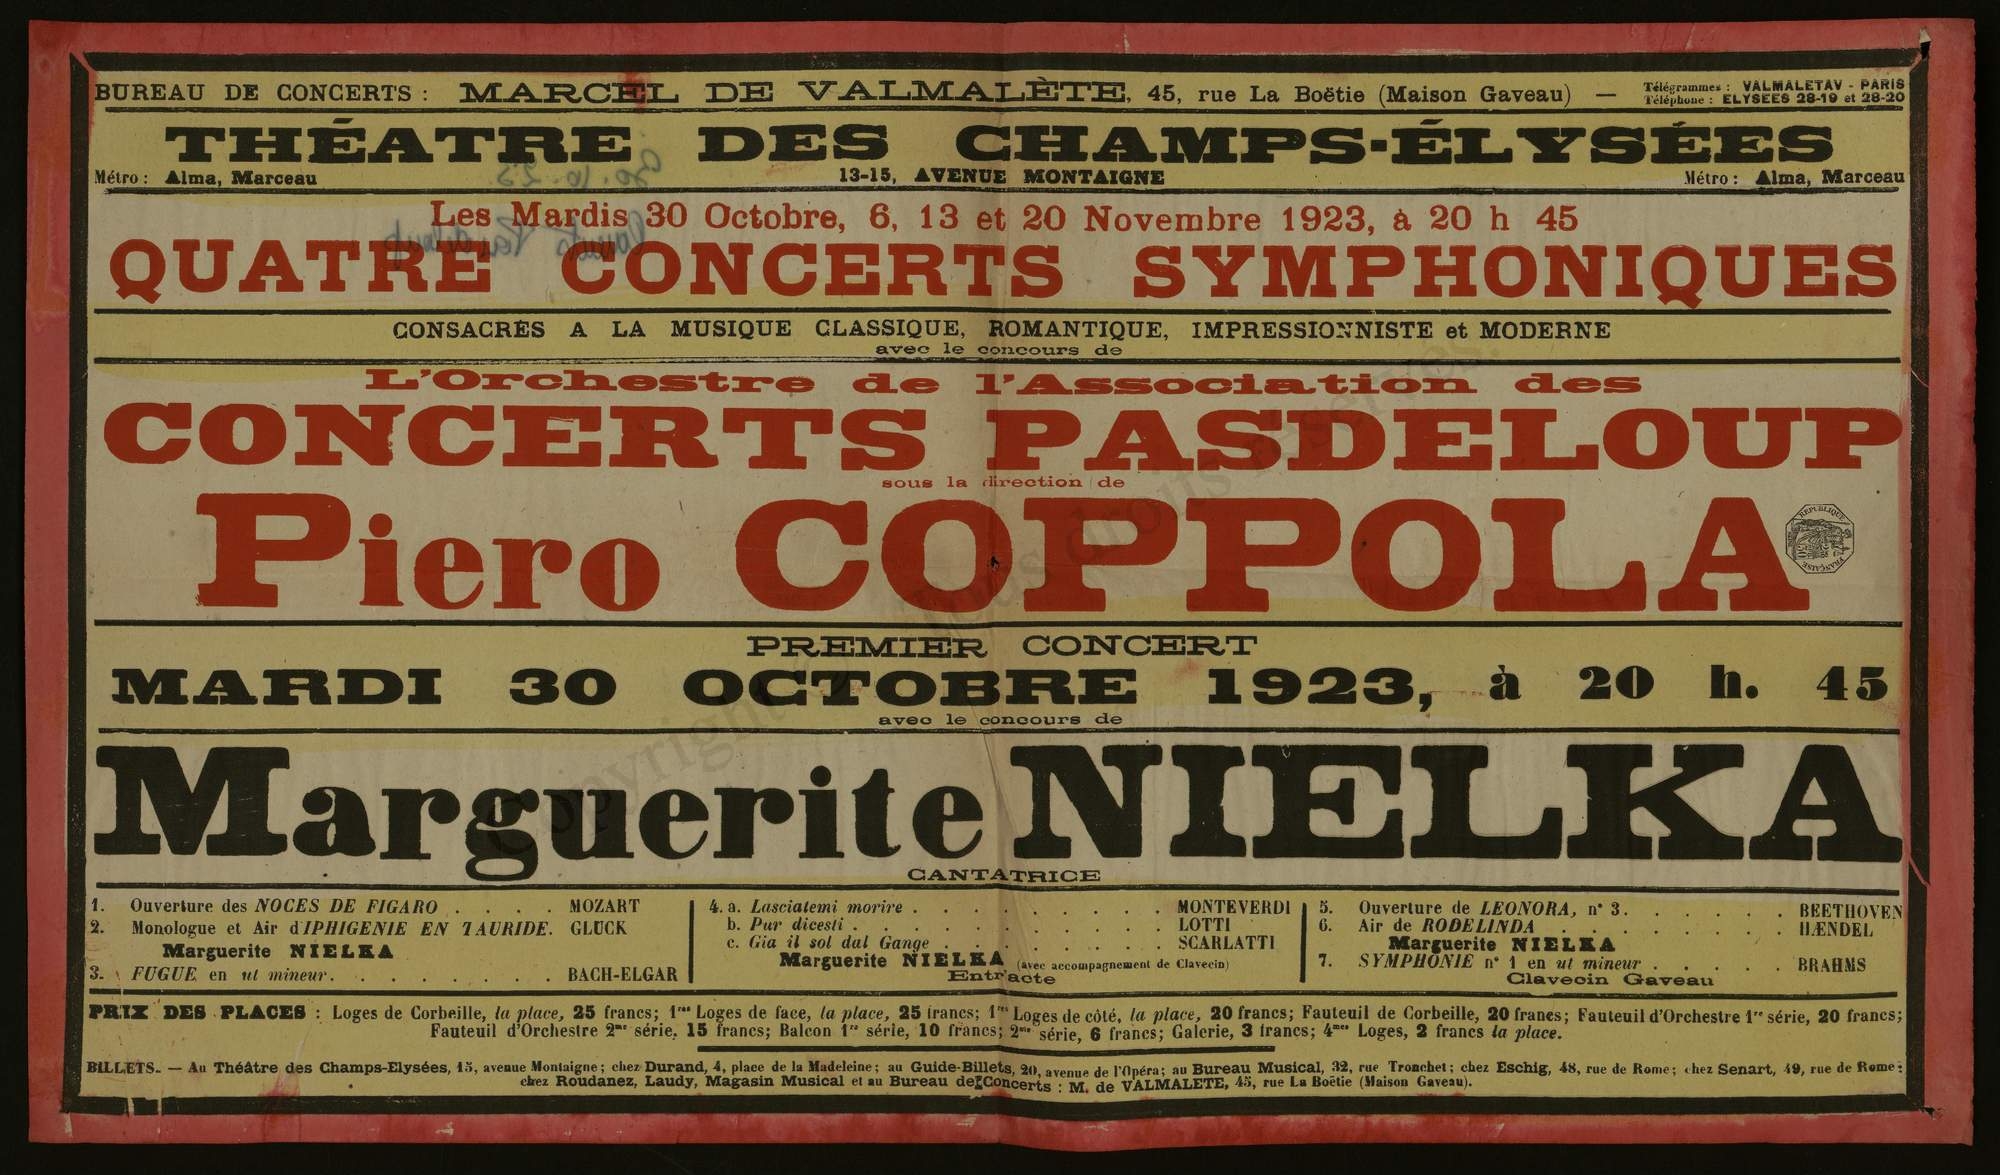 BUREAU DE CONCERTS : MARCEL DE VALMALÈTE, 45, rue La Boëtie (Maison Gaveau) — Télégrammes : VALMALETAV - PARIS
Téléphone : ELYSEES 28-19 et 28-20
THÉATRE DES CHAMPS-ÉLYSÉES
Métro : Alma, Marceau 13-15, AVENUE MONTAIGNE Métro : Alma, Marceau
30.10.23
Concerts Pasdeloup
Les Mardis 30 Octobre, 6, 13 et 20 Novembre 1923, à 20 h 45
QUATRE CONCERTS SYMPHONIQUES
CONSACRÉS A LA MUSIQUE CLASSIQUE, ROMANTIQUE, IMPRESSIONNISTE et MODERNE
avec le concours de
L'Orchestre de l'Association des
CONCERTS PASDELOUP
sous la direction de
Piero COPPOLA
REPUBLIQUE
FRANÇAISE
PREMIER CONCERT
MARDI 30 OCTOBRE 1923, à 20 h. 45
avec le concours de
Marguerite NIELKA
CANTATRICE
1. Ouverture des NOCES DE FIGARO . . . . MOZART
2. Monologue et Air d'IPHIGENIE EN TAURIDE. GLUCK
Marguerite NIELKA
3. FUGUE en ut mineur. . . . . . . . BACH-ELGAR
4. a. Lasciatemi morire . . . . . . . . . MONTEVERDI
b. Pur dicesti . . . . . . . . . . . LOTTI
c. Gia il sol dal Gange . . . . . . . . SCARLATTI
Marguerite NIELKA (avec accompagnement de Clavecin)
Entr'acte
5. Ouverture de LEONORA, n° 3. . . . . . BEETHOVEN
6. Air de RODELINDA . . . . . . . . . HÆNDEL
Marguerite NIELKA
7. SYMPHONIE n° 1 en ut mineur . . . . . BRAHMS
Clavecin Gaveau
PRIX DES PLACES : Loges de Corbeille, la place, 25 francs; 1res Loges de face, la place, 25 francs; 1res Loges de côté, la place, 20 francs; Fauteuil de Corbeille, 20 francs; Fauteuil d'Orchestre 1re série, 20 francs;
Fauteuil d'Orchestre 2me série, 15 francs; Balcon 1re série, 10 francs; 2me série, 6 francs; Galerie, 3 francs; 4mes Loges, 2 francs la place.
BILLETS. — Au Théâtre des Champs-Elysées, 15, avenue Montaigne; chez Durand, 4, place de la Madeleine; au Guide-Billets, 20, avenue de l'Opéra; au Bureau Musical, 32, rue Tronchet; chez Eschig, 48, rue de Rome; chez Senart, 49, rue de Rome;
chez Roudanez, Laudy, Magasin Musical et au Bureau de Concerts : M. de VALMALETE, 45, rue La Boëtie (Maison Gaveau).
Copyright © Tous droits réservés.